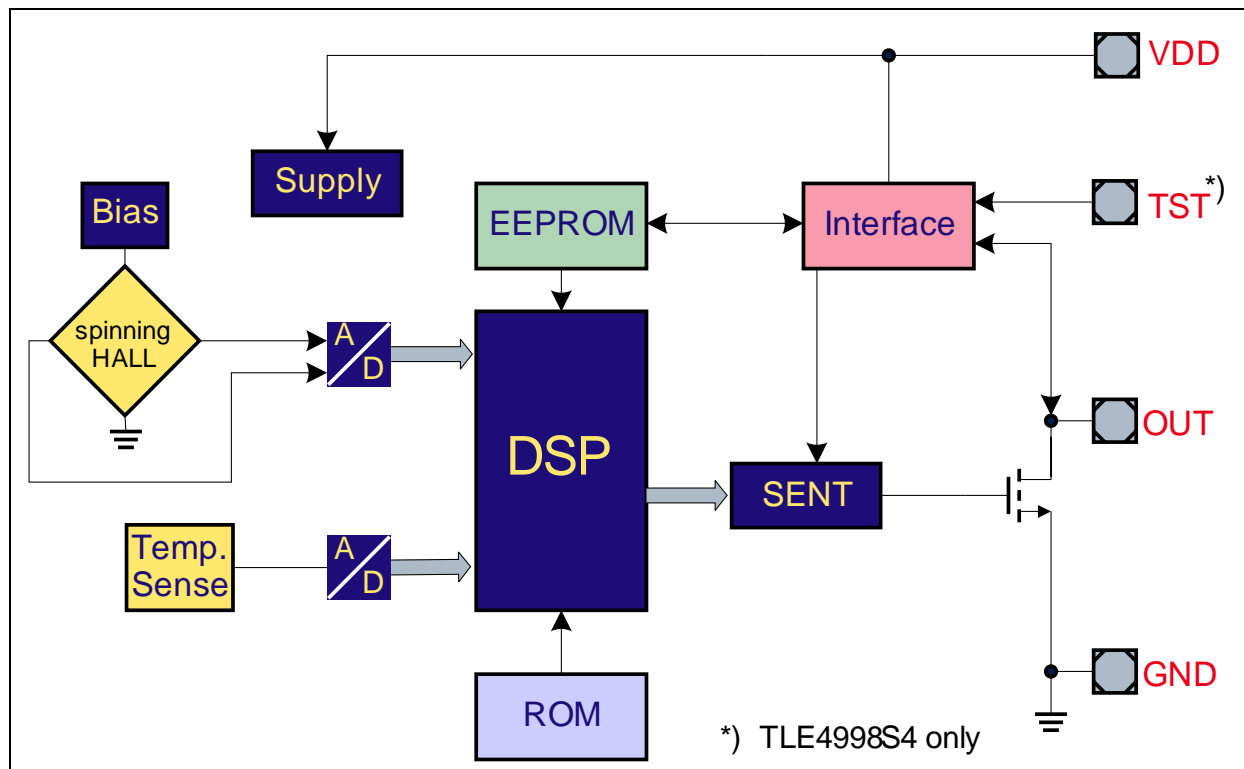 VDD
Supply
Bias
EEPROM
Interface
TST*)
spinning
HALL
A
D
DSP
OUT
SENT
Temp.
Sense
A
D
GND
ROM
*) TLE4998S4 only